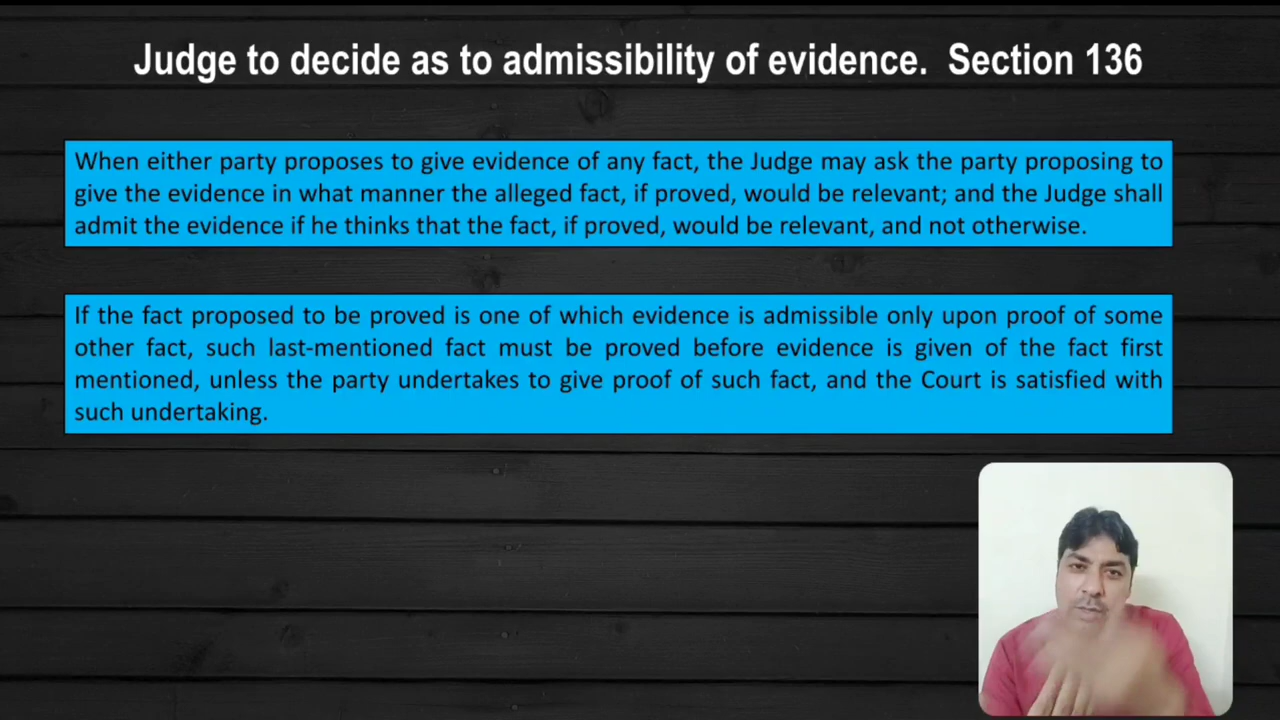 Judge to decide as to admissibility of evidence. Section 136
When either party proposes to give evidence of any fact, the Judge may ask the party proposing to
give the evidence in what manner the alleged fact, if proved, would be relevant; and the Judge shall
admit the evidence if he thinks that the fact, if proved, would be relevant, and not otherwise.
If the fact proposed to be proved is one of which evidence is admissible only upon proof of some
other fact, such last-mentioned fact must be proved before evidence is given of the fact first
mentioned, unless the party undertakes to give proof of such fact, and the Court is satisfied with
such undertaking.